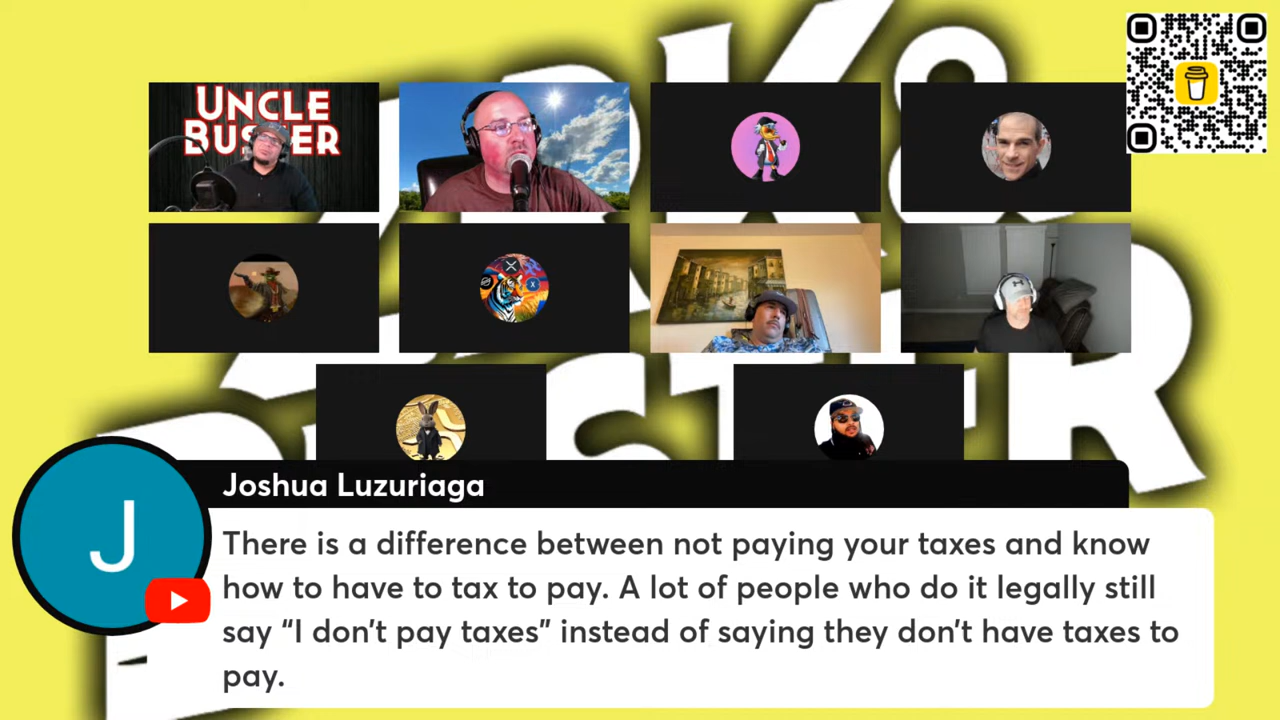 UNCLE
BUSTER
RK&
Joshua Luzuriaga
J
There is a difference between not paying your taxes and know
how to have to tax to pay. A lot of people who do it legally still
say “I don’t pay taxes” instead of saying they don’t have taxes to
pay.